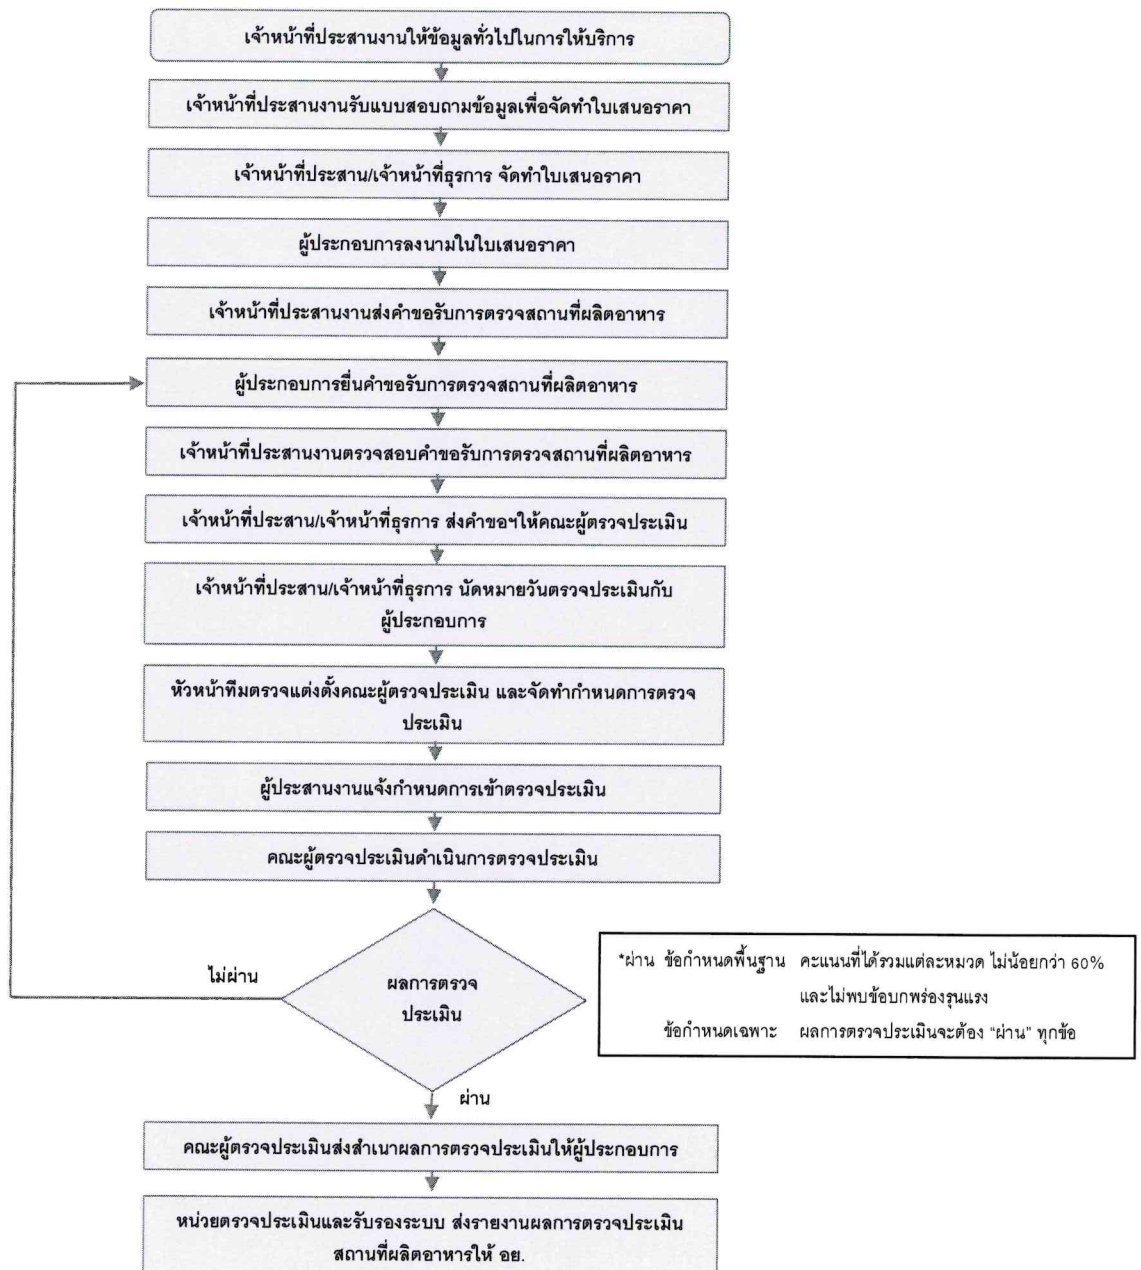 เจ้าหน้าที่ประสานงานให้ข้อมูลทั่วไปในการให้บริการ
เจ้าหน้าที่ประสานงานรับแบบสอบถามข้อมูลเพื่อจัดทำใบเสนอราคา
เจ้าหน้าที่ประสาน/เจ้าหน้าที่ธุรการ จัดทำใบเสนอราคา
ผู้ประกอบการลงนามในใบเสนอราคา
เจ้าหน้าที่ประสานงานส่งคำขอรับการตรวจสถานที่ผลิตอาหาร
ผู้ประกอบการยื่นคำขอรับการตรวจสถานที่ผลิตอาหาร
เจ้าหน้าที่ประสานงานตรวจสอบคำขอรับการตรวจสถานที่ผลิตอาหาร
เจ้าหน้าที่ประสาน/เจ้าหน้าที่ธุรการ ส่งคำขอฯให้คณะผู้ตรวจประเมิน
เจ้าหน้าที่ประสาน/เจ้าหน้าที่ธุรการ นัดหมายวันตรวจประเมินกับ
ผู้ประกอบการ
หัวหน้าทีมตรวจแต่งตั้งคณะผู้ตรวจประเมิน และจัดทำกำหนดการตรวจ
ประเมิน
ผู้ประสานงานแจ้งกำหนดการเข้าตรวจประเมิน
คณะผู้ตรวจประเมินดำเนินการตรวจประเมิน
ไม่ผ่าน
ผลการตรวจ
ประเมิน
*ผ่าน ข้อกำหนดพื้นฐาน คะแนนที่ได้รวมแต่ละหมวด ไม่น้อยกว่า 60%
และไม่พบข้อบกพร่องรุนแรง
ข้อกำหนดเฉพาะ ผลการตรวจประเมินจะต้อง "ผ่าน" ทุกข้อ
ผ่าน
คณะผู้ตรวจประเมินส่งสำเนาผลการตรวจประเมินให้ผู้ประกอบการ
หน่วยตรวจประเมินและรับรองระบบ ส่งรายงานผลการตรวจประเมิน
สถานที่ผลิตอาหารให้ อย.